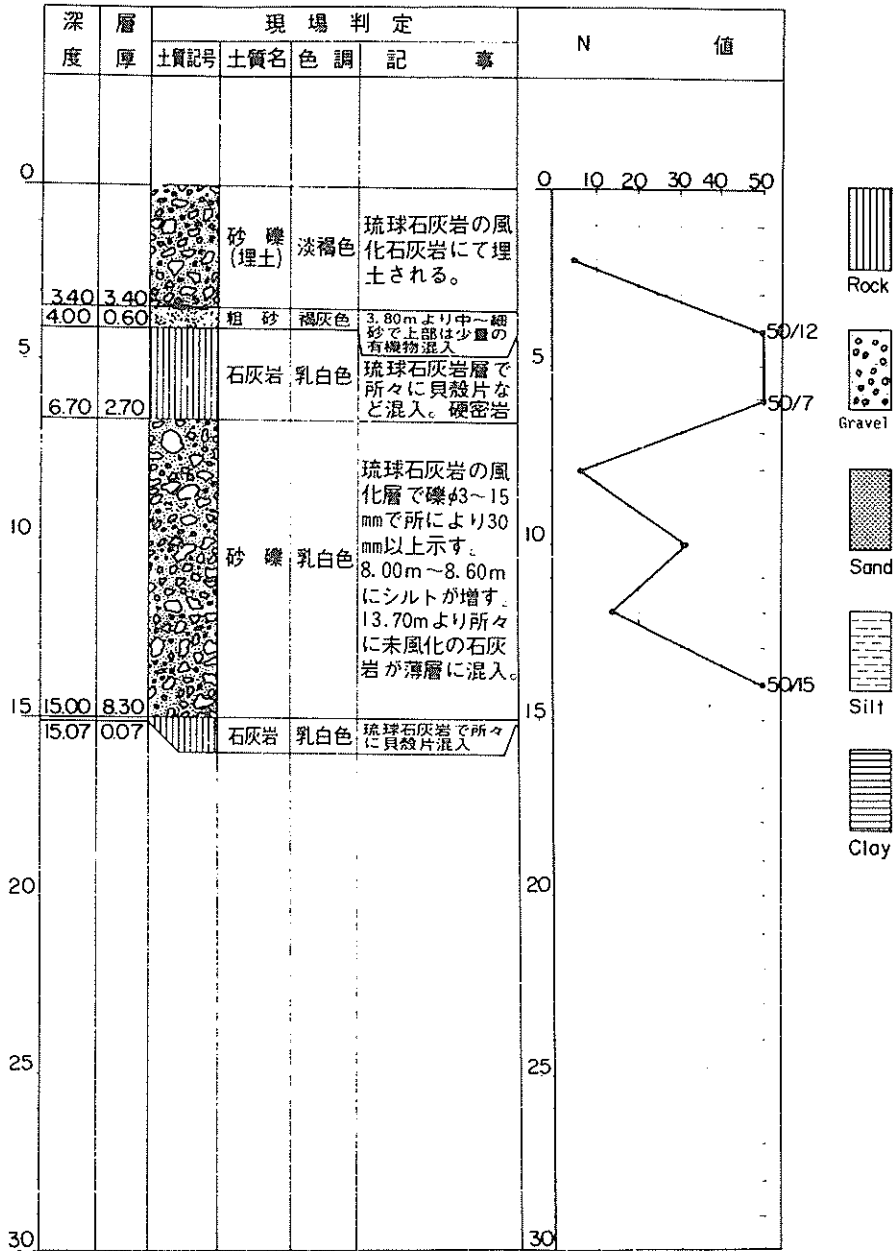 深度
層厚
現場判定
土質記号
土質名
色調
記事
N 値
0
0 10 20 30 40 50
砂礫
(埋土)
淡褐色
琉球石灰岩の風
化石灰岩にて埋
土される。
3.40 3.40
粗砂
褐灰色
3.80mより中〜細
砂で上部は少量の
有機物混入
4.00 0.60
50/12
5
5
石灰岩
乳白色
琉球石灰岩層で
所々に貝殻片な
ど混入。硬密岩
6.70 2.70
50/7
10
10
砂礫
乳白色
琉球石灰岩の風
化層で礫φ3〜15
mmで所により30
mm以上示す。
8.00m〜8.60m
にシルトが増す。
13.70mより所々
に未風化の石灰
岩が薄層に混入。
50/15
15
15.00 8.30
15
15.07 0.07
石灰岩
乳白色
琉球石灰岩で所々
に貝殻片混入
20
20
25
25
30
30
Rock
Gravel
Sand
Silt
Clay